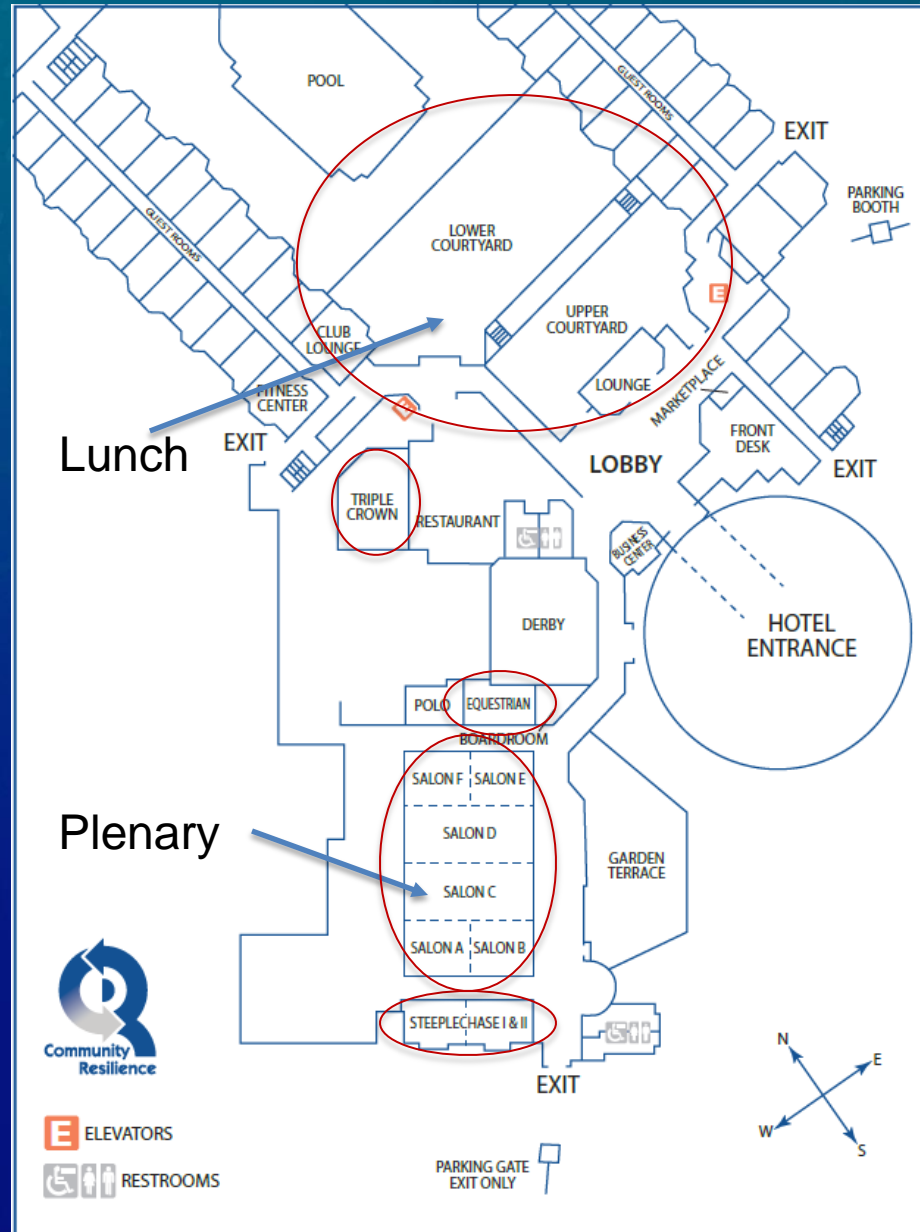 POOL
GUEST ROOMS
EXIT
PARKING
BOOTH
GUEST ROOMS
LOWER
COURTYARD
E
UPPER
COURTYARD
CLUB
LOUNGE
LOUNGE
MARKETPLACE
FITNESS
CENTER
E
FRONT
DESK
EXIT
Lunch
LOBBY
EXIT
TRIPLE
CROWN
RESTAURANT
BUSINESS
CENTER
DERBY
HOTEL
ENTRANCE
POLO
EQUESTRIAN
BOARDROOM
SALON F
SALON E
Plenary
SALON D
GARDEN
TERRACE
SALON C
SALON A
SALON B
STEEPLECHASE I & II
Community
Resilience
EXIT
N
E
W
S
E ELEVATORS
RESTROOMS
PARKING GATE
EXIT ONLY